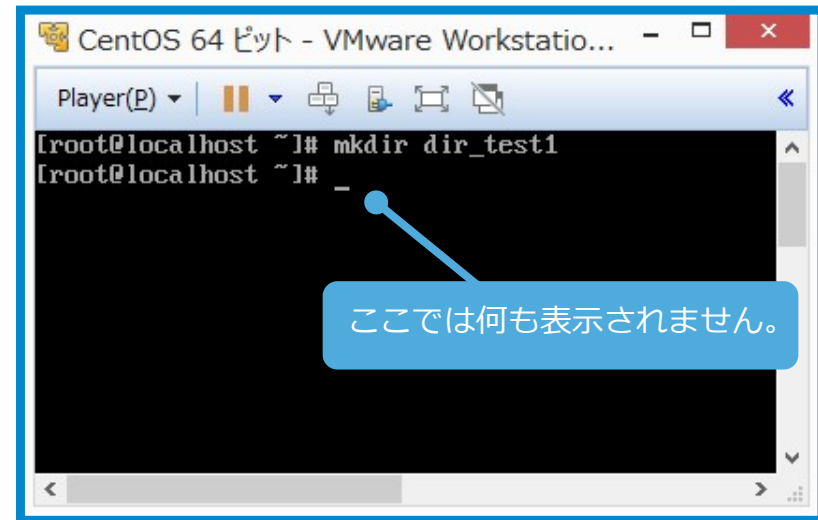 CentOS 64 ビット - VMware Workstatio...
Player(P)
[root@localhost ~]# mkdir dir_test1
[root@localhost ~]# _
ここでは何も表示されません。